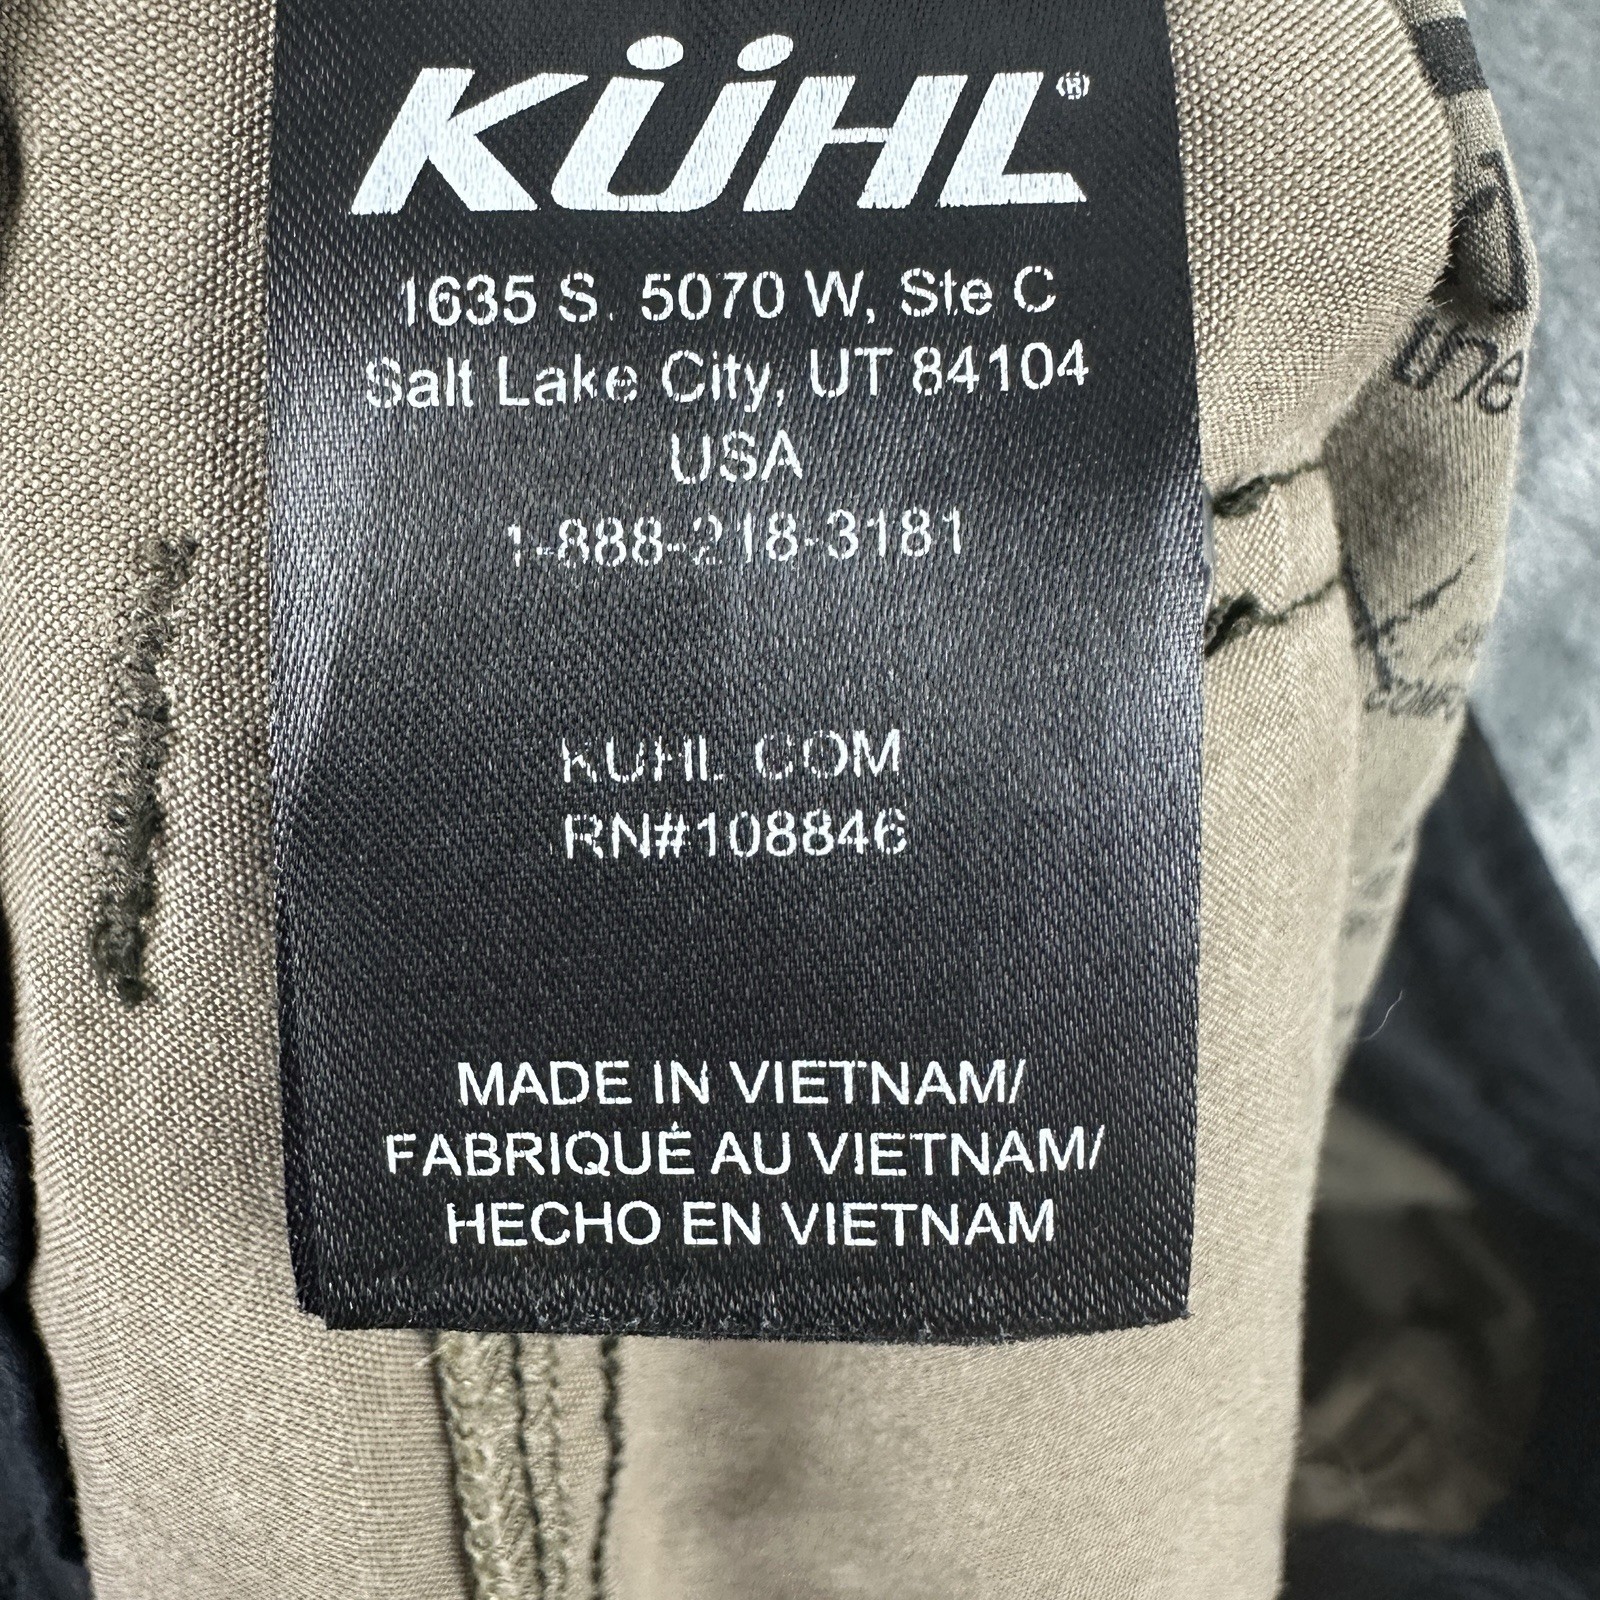 KÜHL®
1635 S. 5070 W, Ste C
Salt Lake City, UT 84104
USA
1-888-218-3181
KUHL.COM
RN#108846
MADE IN VIETNAM/
FABRIQUÉ AU VIETNAM/
HECHO EN VIETNAM
the